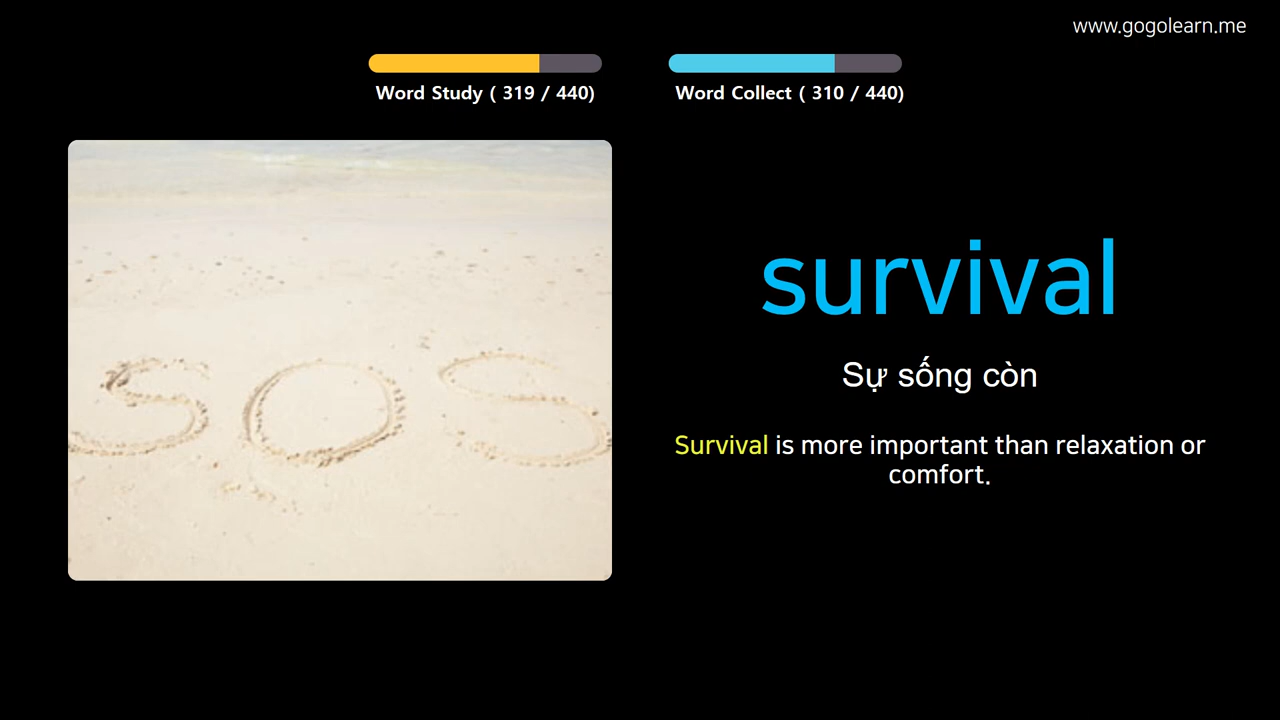 www.gogolearn.me
Word Study ( 319 / 440)
Word Collect ( 310 / 440)
SOS
survival
Sự sống còn
Survival is more important than relaxation or
comfort.